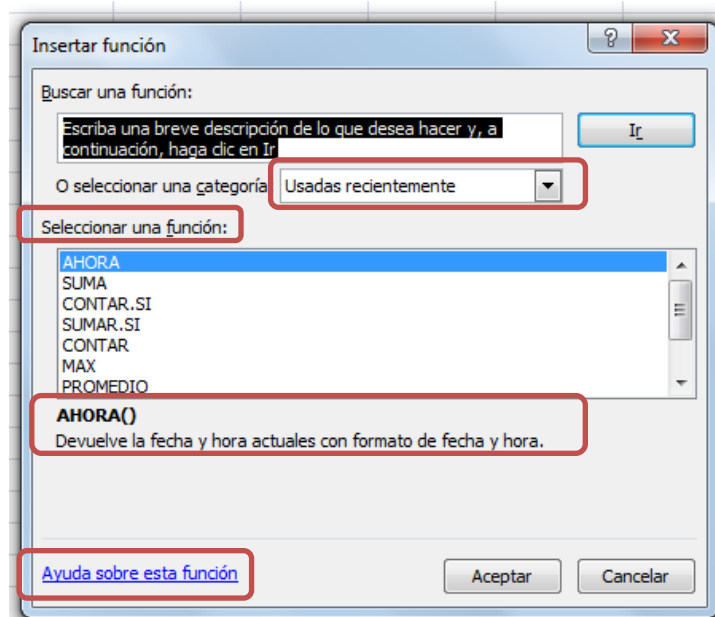 Insertar función
Buscar una función:
Escriba una breve descripción de lo que desea hacer y, a
continuación, haga clic en Ir
Ir
O seleccionar una categoría
Usadas recientemente
Seleccionar una función:
AHORA
SUMA
CONTAR.SI
SUMAR.SI
CONTAR
MAX
PROMEDIO
AHORA()
Devuelve la fecha y hora actuales con formato de fecha y hora.
Ayuda sobre esta función
Aceptar
Cancelar